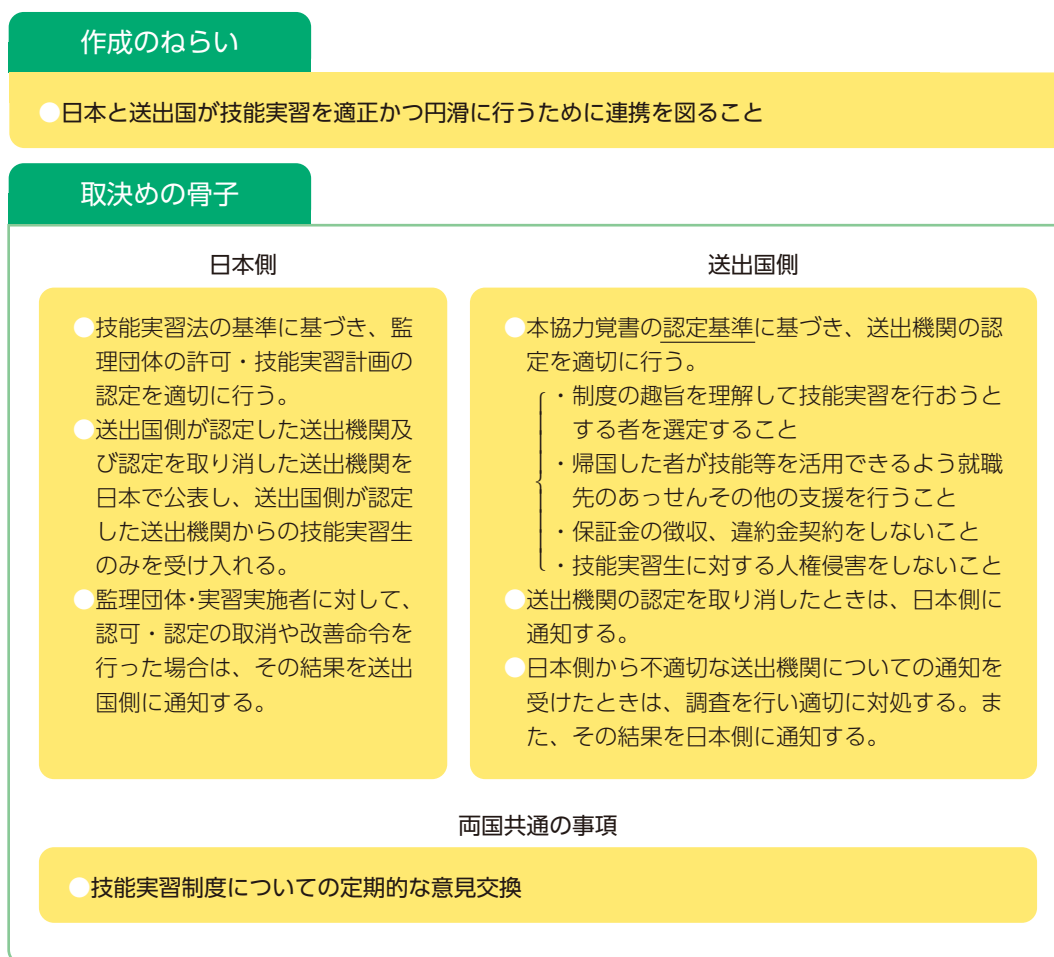 作成のねらい
●日本と送出国が技能実習を適正かつ円滑に行うために連携を図ること
取決めの骨子
日本側
●技能実習法の基準に基づき、監
理団体の許可・技能実習計画の
認定を適切に行う。
●送出国側が認定した送出機関及
び認定を取り消した送出機関を
日本で公表し、送出国側が認定
した送出機関からの技能実習生
のみを受け入れる。
●監理団体・実習実施者に対して、
認可・認定の取消や改善命令を
行った場合は、その結果を送出
国側に通知する。
送出国側
●本協力覚書の認定基準に基づき、送出機関の認
定を適切に行う。
・制度の趣旨を理解して技能実習を行おうと
する者を選定すること
・帰国した者が技能等を活用できるよう就職
先のあっせんその他の支援を行うこと
・保証金の徴収、違約金契約をしないこと
・技能実習生に対する人権侵害をしないこと
●送出機関の認定を取り消したときは、日本側に
通知する。
●日本側から不適切な送出機関についての通知を
受けたときは、調査を行い適切に対処する。ま
た、その結果を日本側に通知する。
両国共通の事項
●技能実習制度についての定期的な意見交換